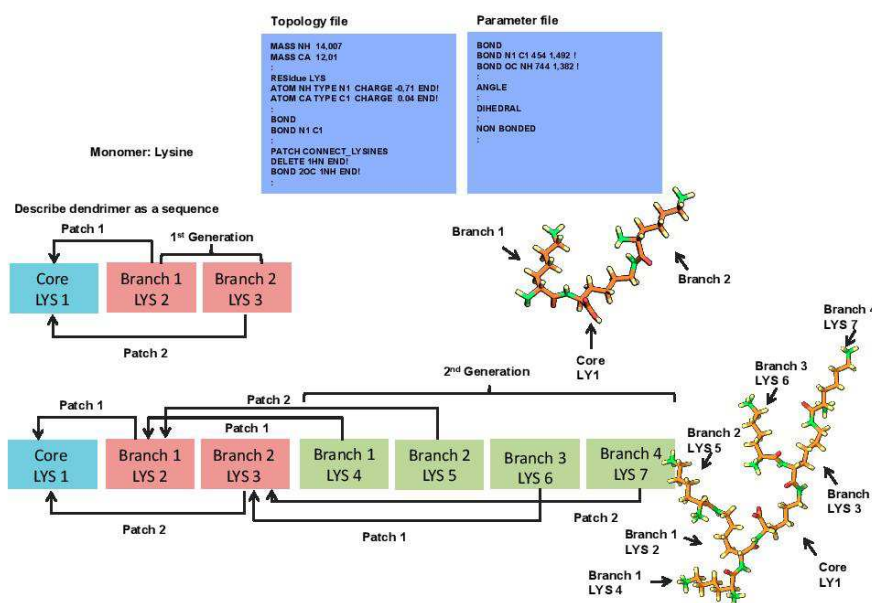 Topology file
MASS NH 14,007
MASS CA 12,01
:
RESIdue LYS
ATOM NH TYPE N1 CHARGE -0,71 END!
ATOM CA TYPE C1 CHARGE 0.04 END!
:
BOND
BOND N1 C1
:
PATCH CONNECT_LYSINES
DELETE 1HN END!
BOND 2OC 1NH END!
:
Parameter file
BOND
BOND N1 C1 454 1,492 !
BOND OC NH 744 1,382 !
:
ANGLE
:
DIHEDRAL
:
NON BONDED
:
Monomer: Lysine
Describe dendrimer as a sequence
Patch 1
1st Generation
Core
LYS 1
Branch 1
LYS 2
Branch 2
LYS 3
Patch 2
Branch 1
Branch 2
Core
LY1
2nd Generation
Patch 1
Patch 2
Patch 1
Core
LYS 1
Branch 1
LYS 2
Branch 2
LYS 3
Branch 1
LYS 4
Branch 2
LYS 5
Branch 3
LYS 6
Branch 4
LYS 7
Patch 2
Patch 1
Patch 2
Branch 4
LYS 7
Branch 3
LYS 6
Branch 2
LYS 5
Branch
LYS 3
Branch 1
LYS 2
Core
LY1
Branch 1
LYS 4